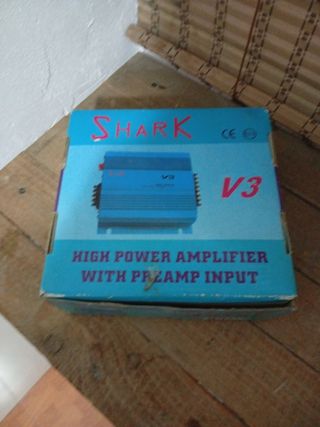 SHARK
CE
V3
V3
HIGH POWER AMPLIFIER
WITH PREAMP INPUT